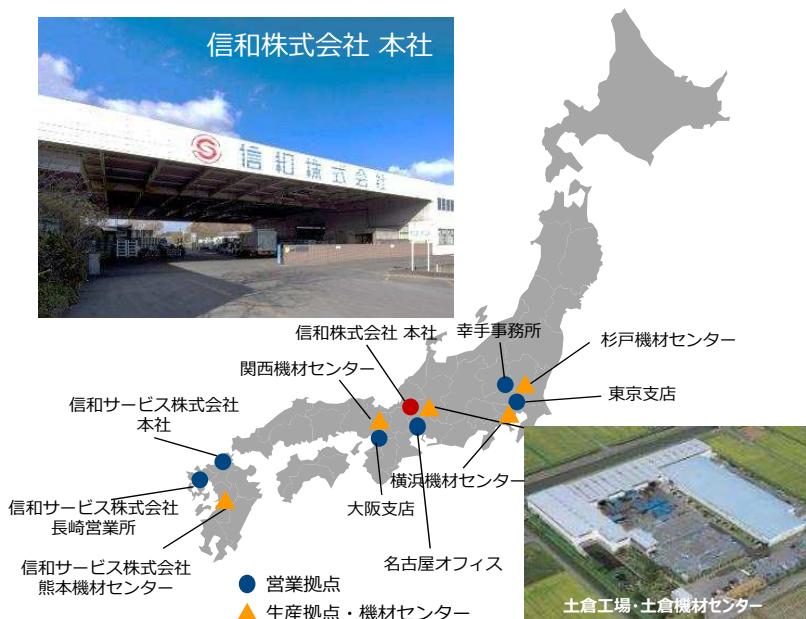 信和株式会社 本社
信和株式会社
信和株式会社 本社
幸手事務所
杉戸機材センター
関西機材センター
東京支店
信和サービス株式会社
本社
横浜機材センター
信和サービス株式会社
長崎営業所
大阪支店
信和サービス株式会社
熊本機材センター
名古屋オフィス
営業拠点
生産拠点・機材センター
土倉工場・土倉機材センター